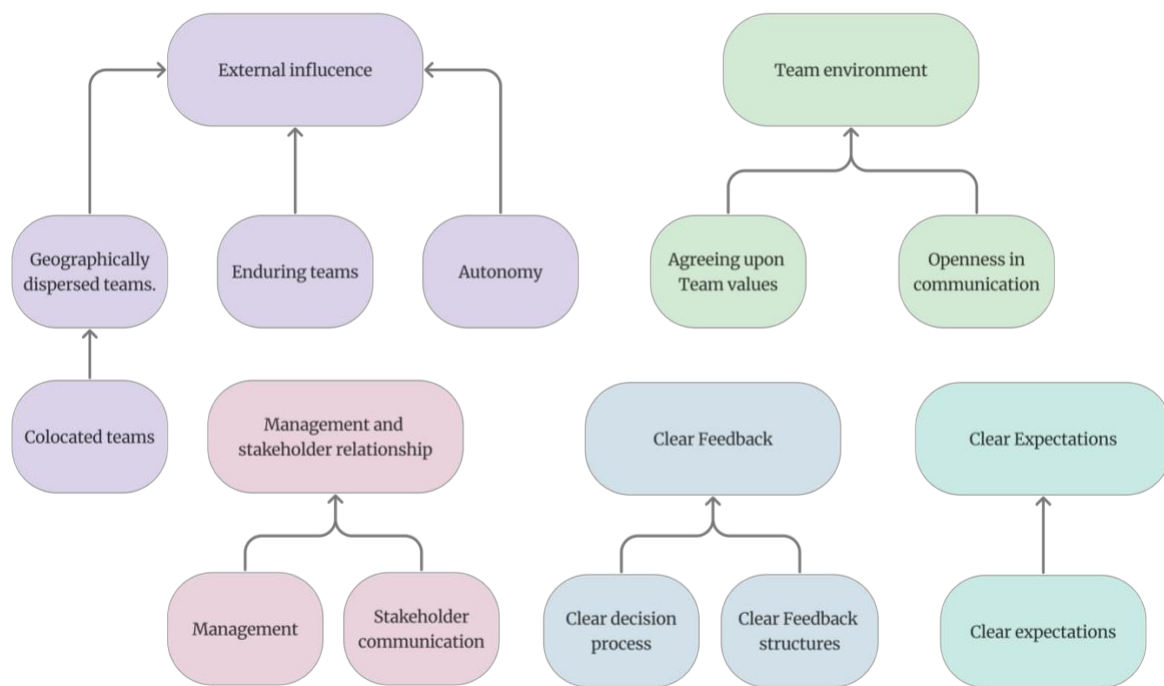 External influcence
Team environment
Geographically
dispersed teams.
Enduring teams
Autonomy
Agreeing upon
Team values
Openness in
communication
Colocated teams
Management and
stakeholder relationship
Clear Feedback
Clear Expectations
Management
Stakeholder
communication
Clear decision
process
Clear Feedback
structures
Clear expectations